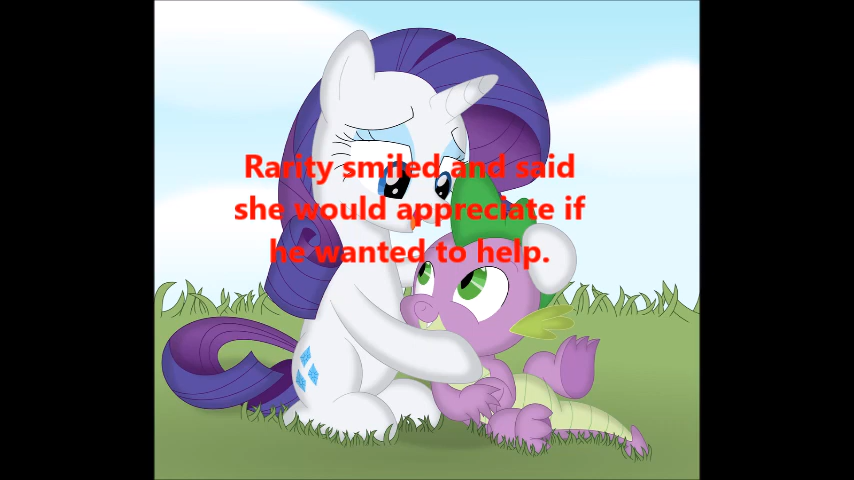 Rarity smiled and said
she would appreciate if
he wanted to help.